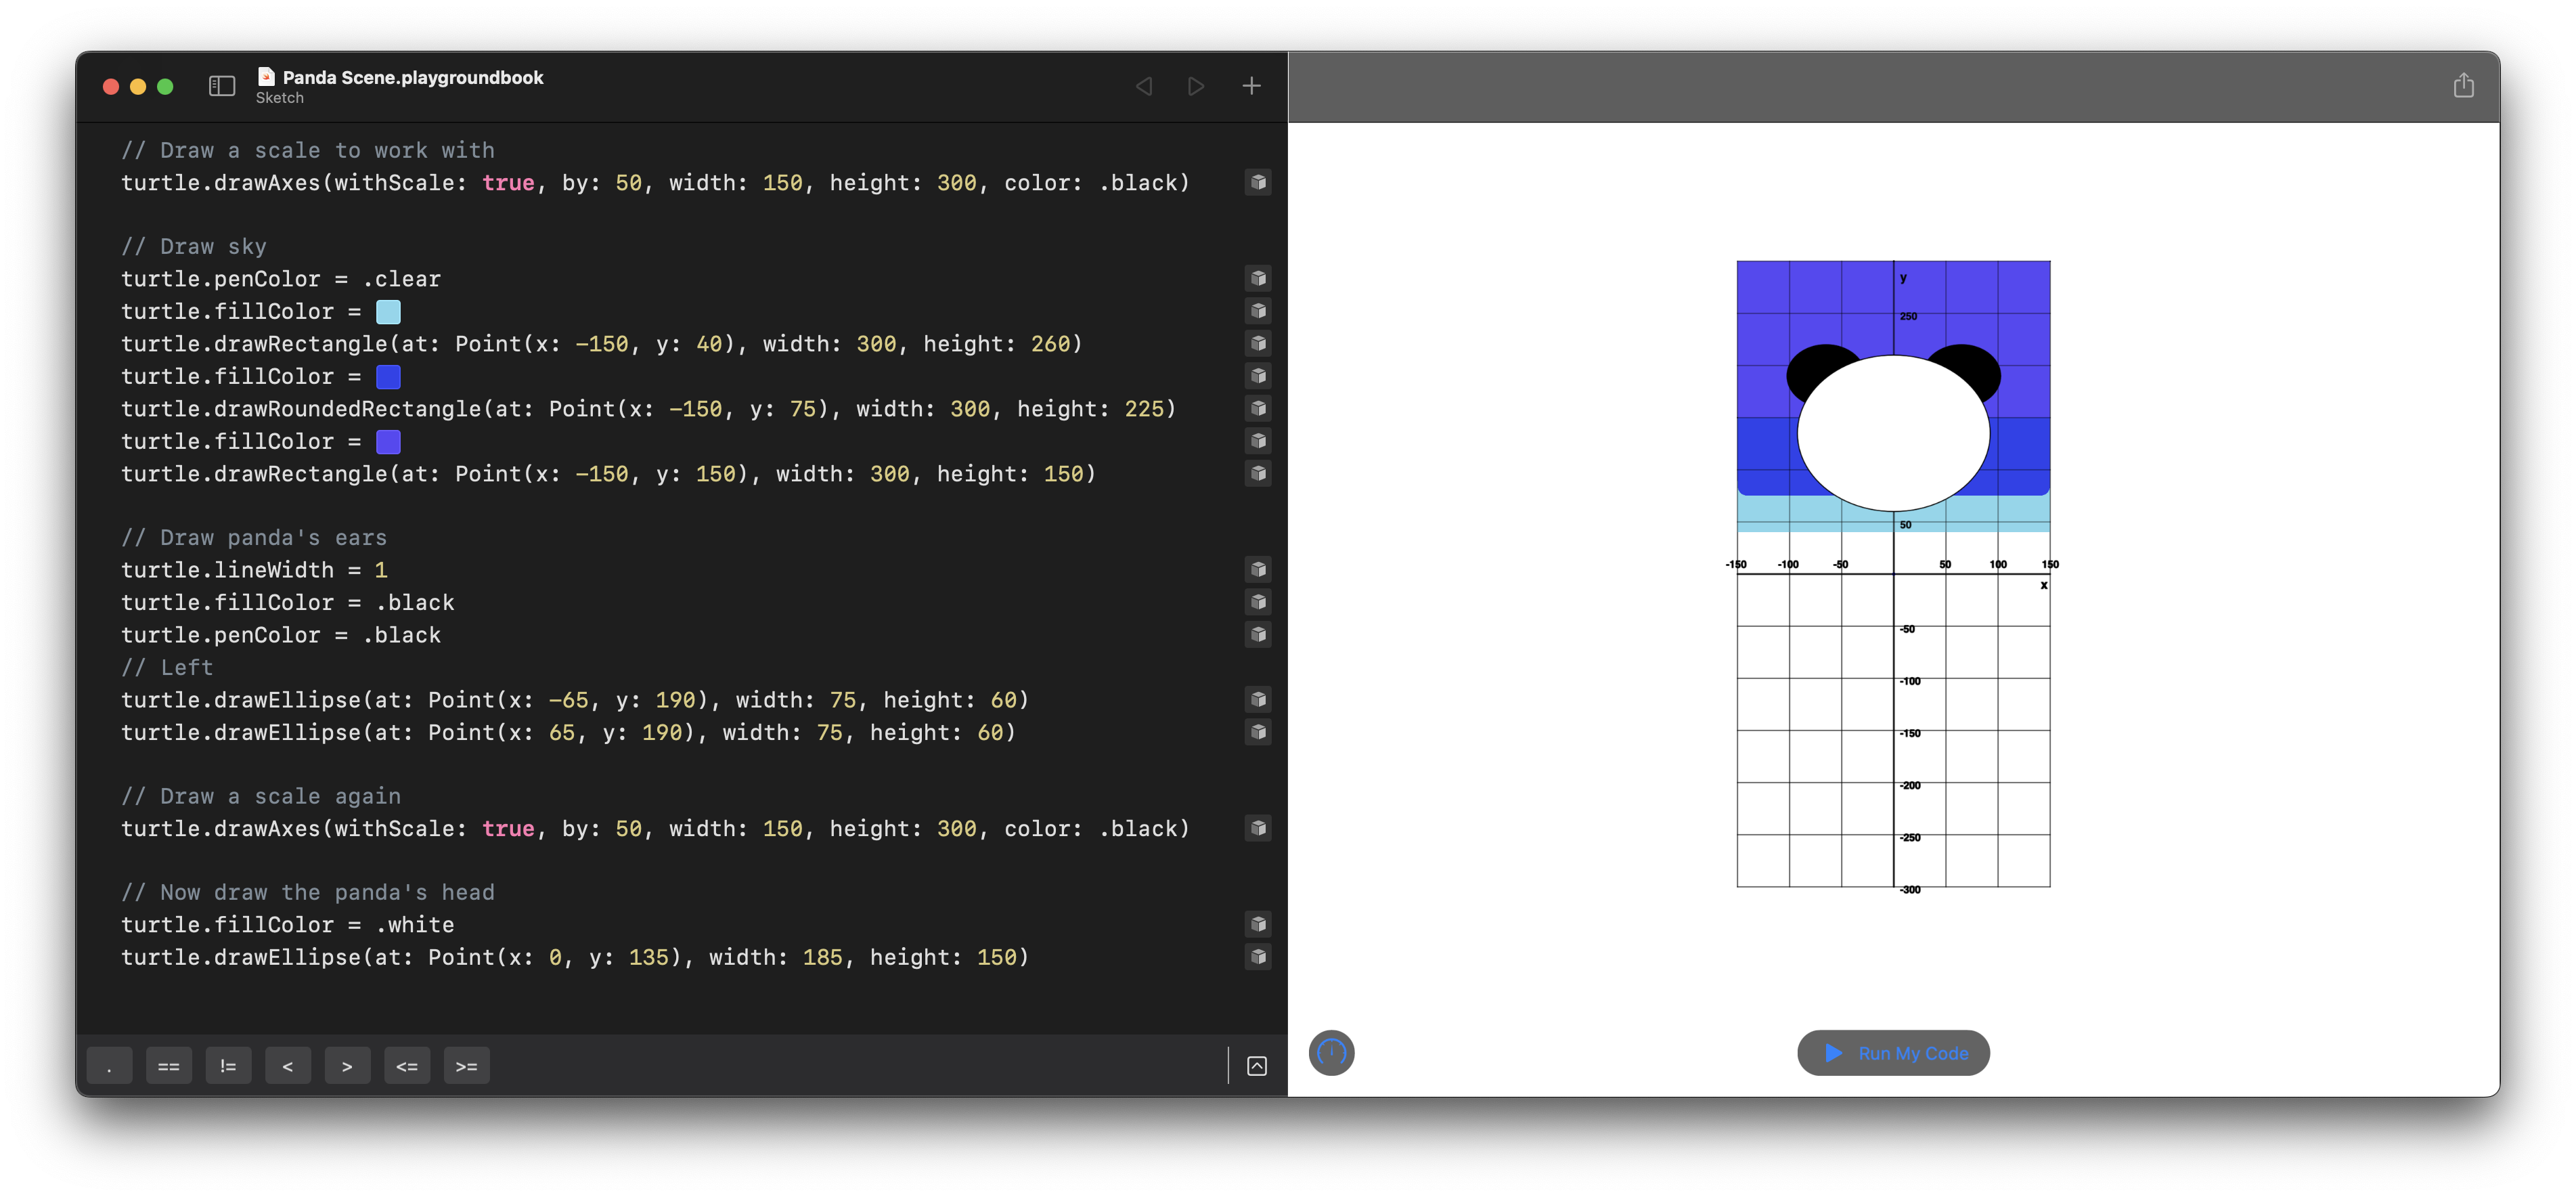 Panda Scene.playgroundbook
Sketch
// Draw a scale to work with
turtle.drawAxes(withScale: true, by: 50, width: 150, height: 300, color: .black)
// Draw sky
turtle.penColor = .clear
turtle.fillColor =
turtle.drawRectangle(at: Point(x: −150, y: 40), width: 300, height: 260)
turtle.fillColor =
turtle.drawRoundedRectangle(at: Point(x: −150, y: 75), width: 300, height: 225)
turtle.fillColor =
turtle.drawRectangle(at: Point(x: −150, y: 150), width: 300, height: 150)
// Draw panda's ears
turtle.lineWidth = 1
turtle.fillColor = .black
turtle.penColor = .black
// Left
turtle.drawEllipse(at: Point(x: −65, y: 190), width: 75, height: 60)
turtle.drawEllipse(at: Point(x: 65, y: 190), width: 75, height: 60)
// Draw a scale again
turtle.drawAxes(withScale: true, by: 50, width: 150, height: 300, color: .black)
// Now draw the panda's head
turtle.fillColor = .white
turtle.drawEllipse(at: Point(x: 0, y: 135), width: 185, height: 150)
. == != < > <= >=
y
250
50
-150 -100 -50 50 100 150
x
-50
-100
-150
-200
-250
-300
Run My Code